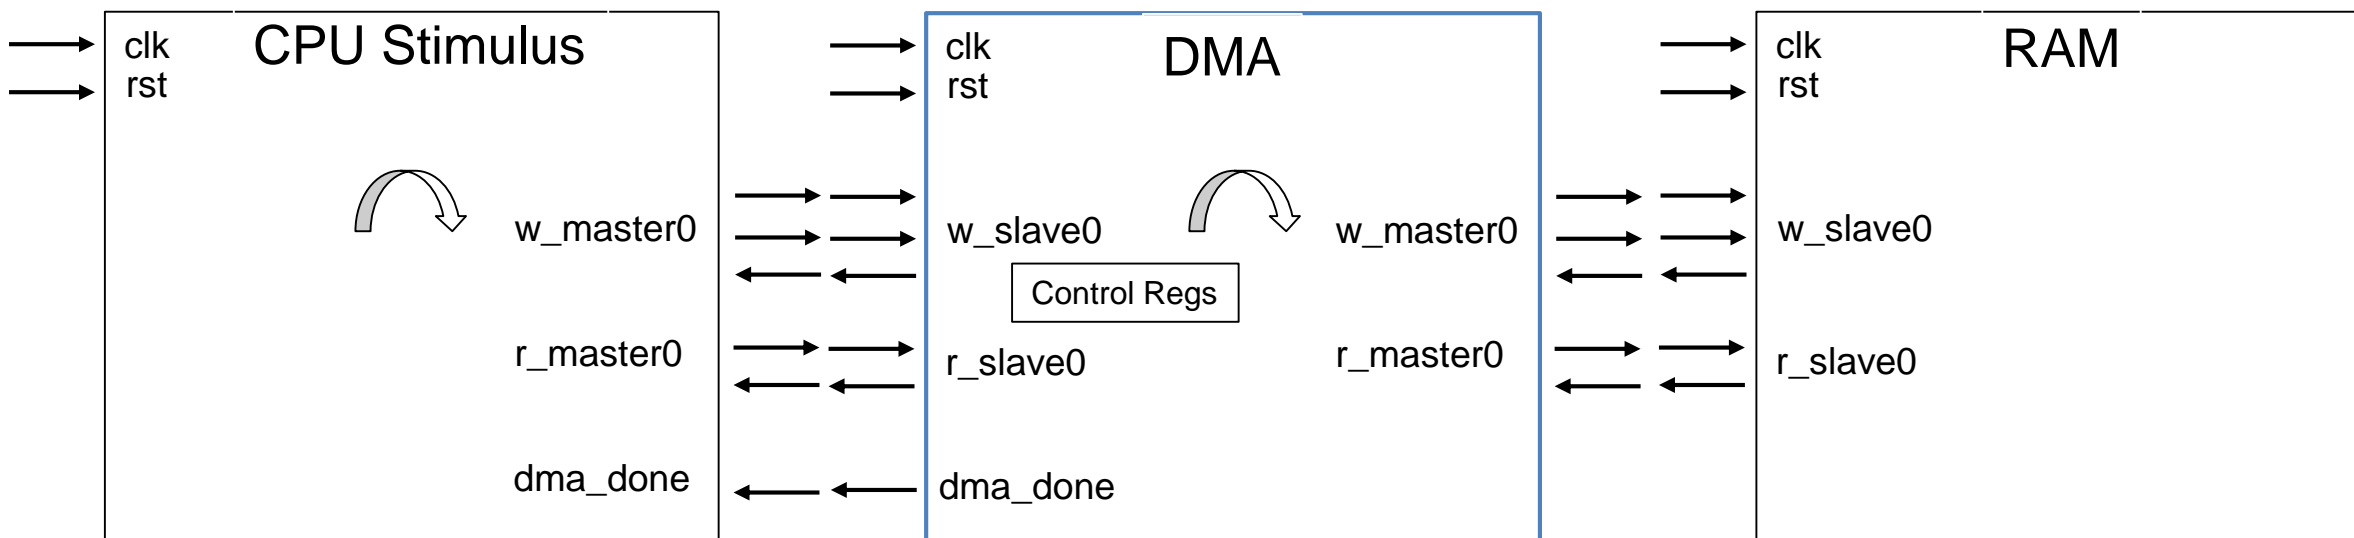 CPU Stimulus
clk
rst
w_master0
r_master0
dma_done
DMA
clk
rst
w_slave0
Control Regs
r_slave0
dma_done
w_master0
r_master0
RAM
clk
rst
w_slave0
r_slave0